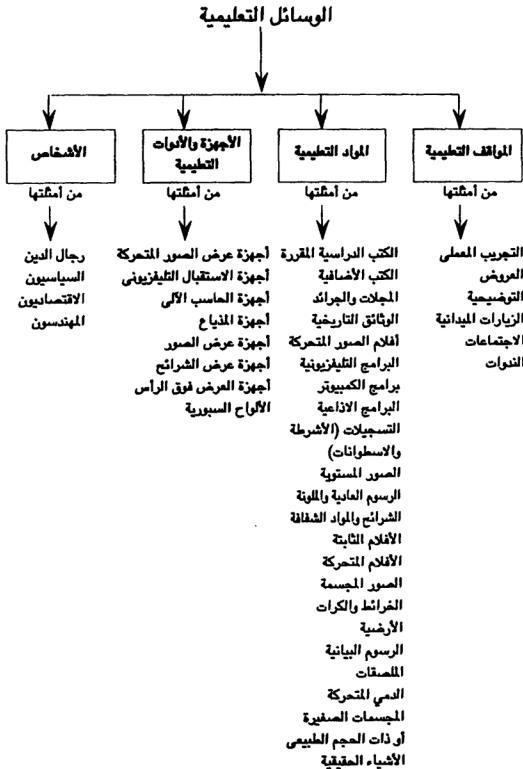 الوسائل التعليمية
المواقف التعليمية
من أمثلتها
التجريب المعملى
العروض
التوضيحية
الزيارات الميدانية
الاجتماعات
الندوات
المواد التعليمية
من أمثلتها
الكتب الدراسية المقررة
الكتب الأضافية
المجلات والجرائد
الوثائق التاريخية
أفلام الصور المتحركة
البرامج التليفزيونية
برامج الكمبيوتر
البرامج الاذاعية
التسجيلات (الأشرطة
والاسطوانات)
الصور المستوية
الرسوم العادية والملونة
الشرائح والمواد الشفافة
الأفلام الثابتة
الأفلام المتحركة
الصور المجسمة
الخرائط والكرات
الأرضية
الرسوم البيانية
الملصقات
الدمي المتحركة
المجسمات الصغيرة
أو ذات الحجم الطبيعى
الأشياء الحقيقية
الأجهزة والأدوات
التعليمية
من أمثلتها
أجهزة عرض الصور المتحركة
أجهزة الاستقبال التليفزيونى
أجهزة الحاسب الآلى
أجهزة المذياع
أجهزة عرض الصور
أجهزة عرض الشرائح
أجهزة العرض فوق الرأس
الألواح السبورية
الأشخاص
من أمثلتها
رجال الدين
السياسيون
الاقتصاديون
المهندسون